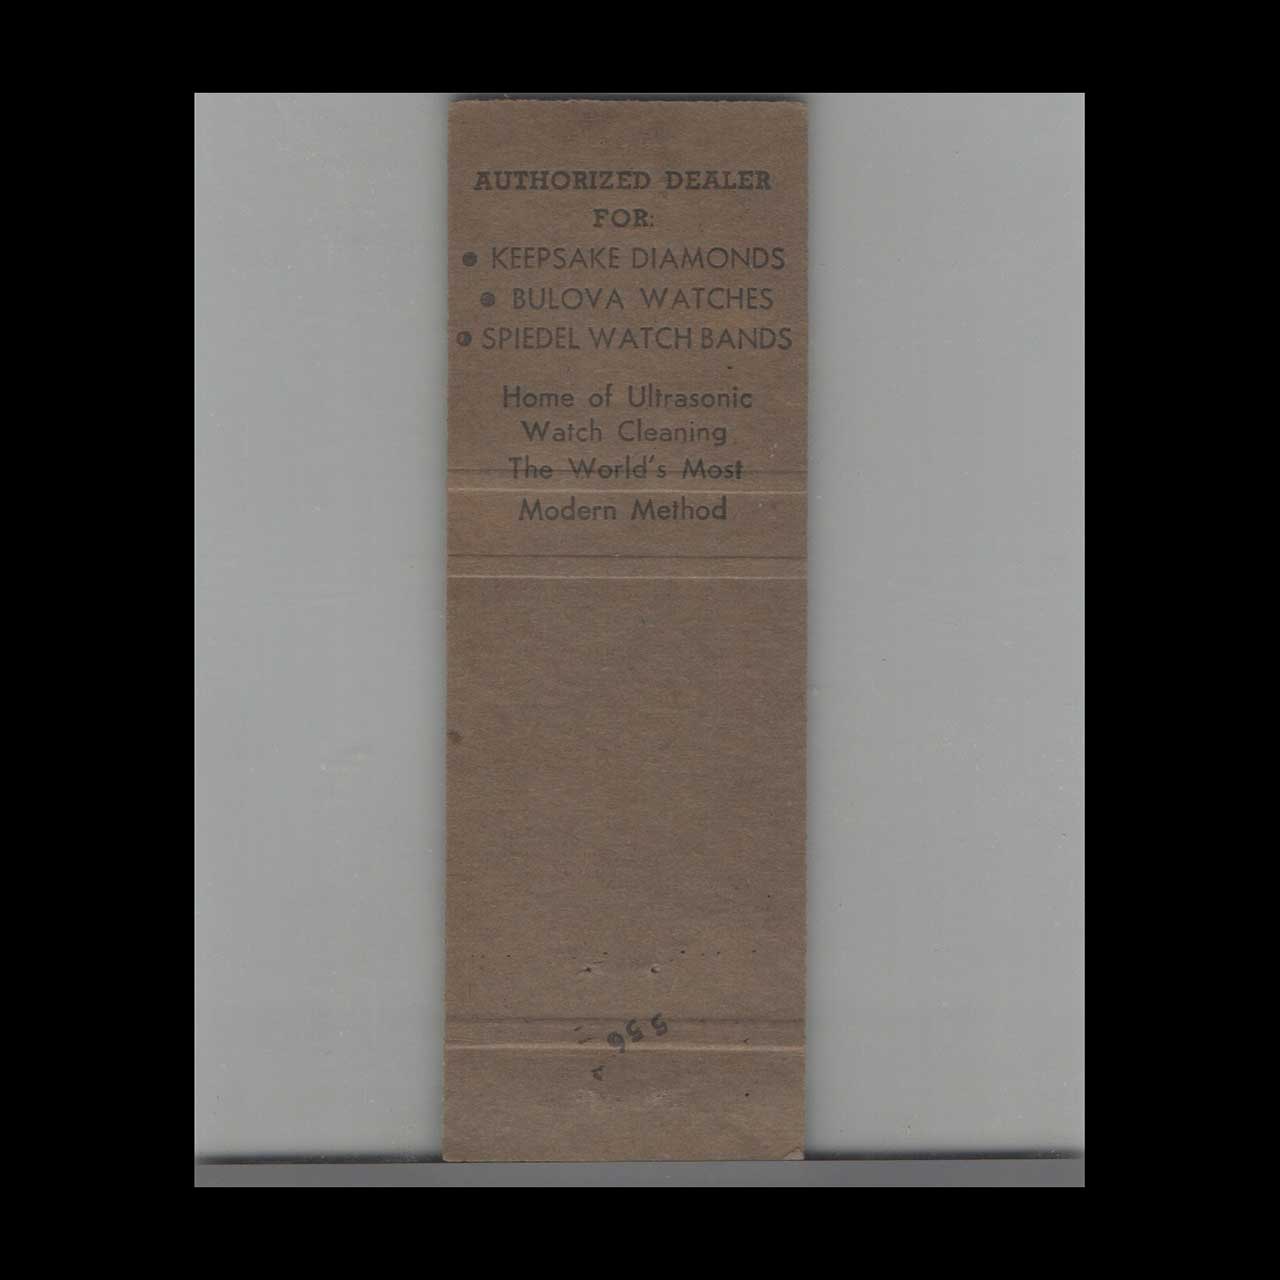 AUTHORIZED DEALER
FOR:
• KEEPSAKE DIAMONDS
• BULOVA WATCHES
• SPIEDEL WATCH BANDS
Home of Ultrasonic
Watch Cleaning
The World's Most
Modern Method
556